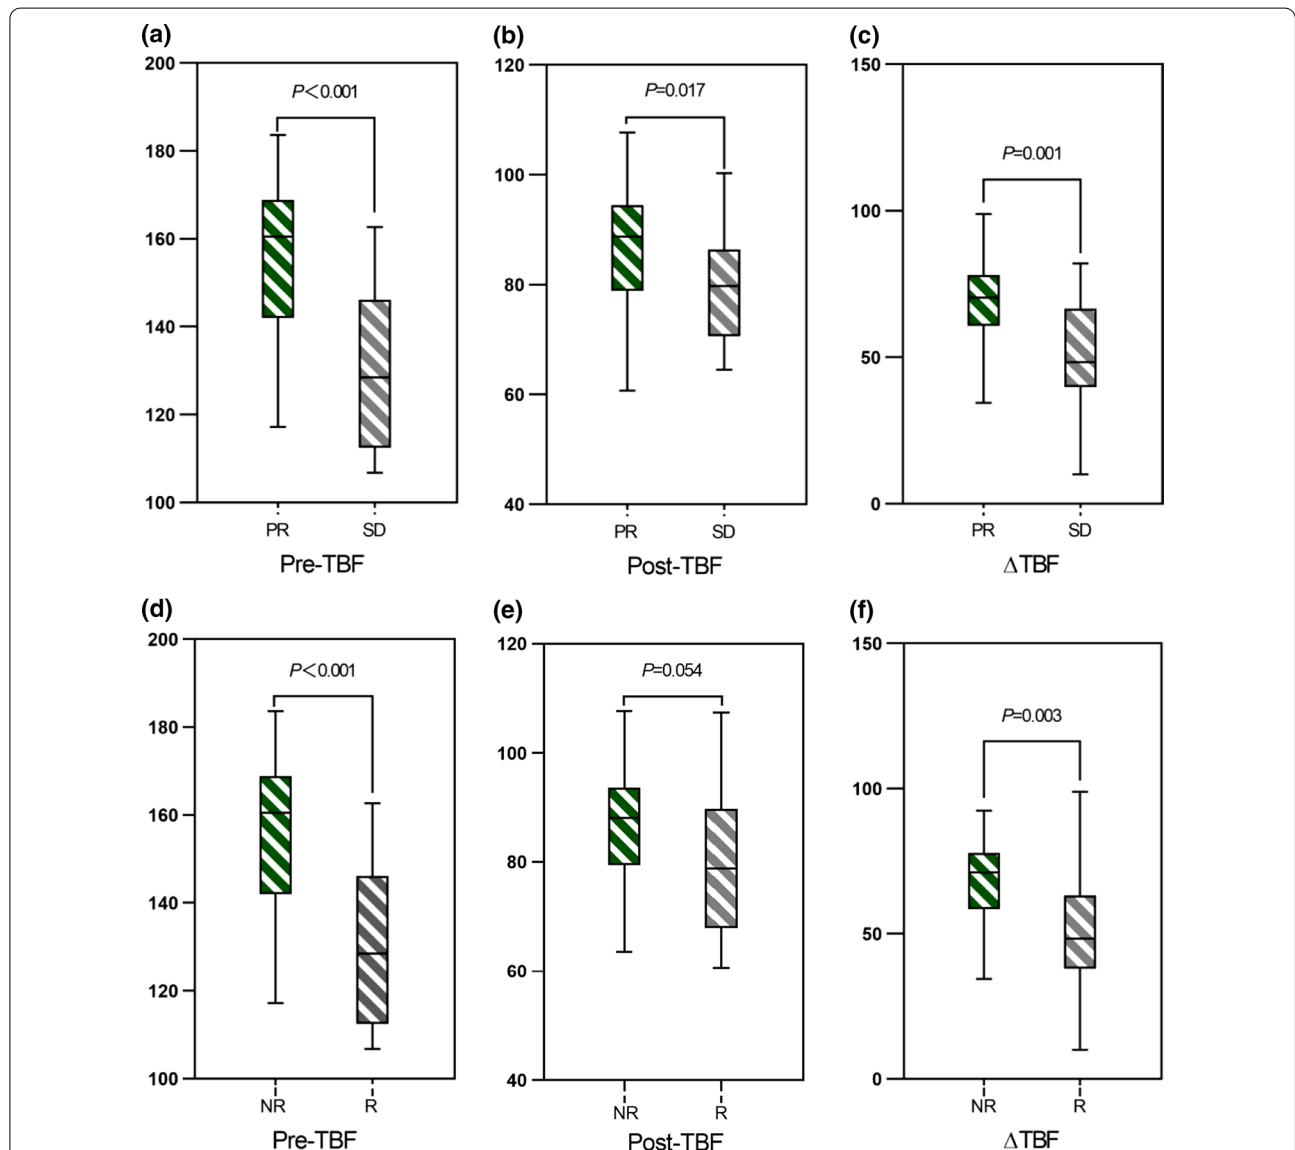 (a) (b) (c)
200 120 150
P<0.001 P=0.017 P=0.001
180 100 100
160 80 50
140 60
120
100 40 0
PR SD PR SD PR SD
Pre-TBF Post-TBF ΔTBF
(d) (e) (f)
200 120 150
P<0.001 P=0.054 P=0.003
180 100 100
160 80 50
140 60
120
100 40 0
NR R NR R NR R
Pre-TBF Post-TBF ΔTBF